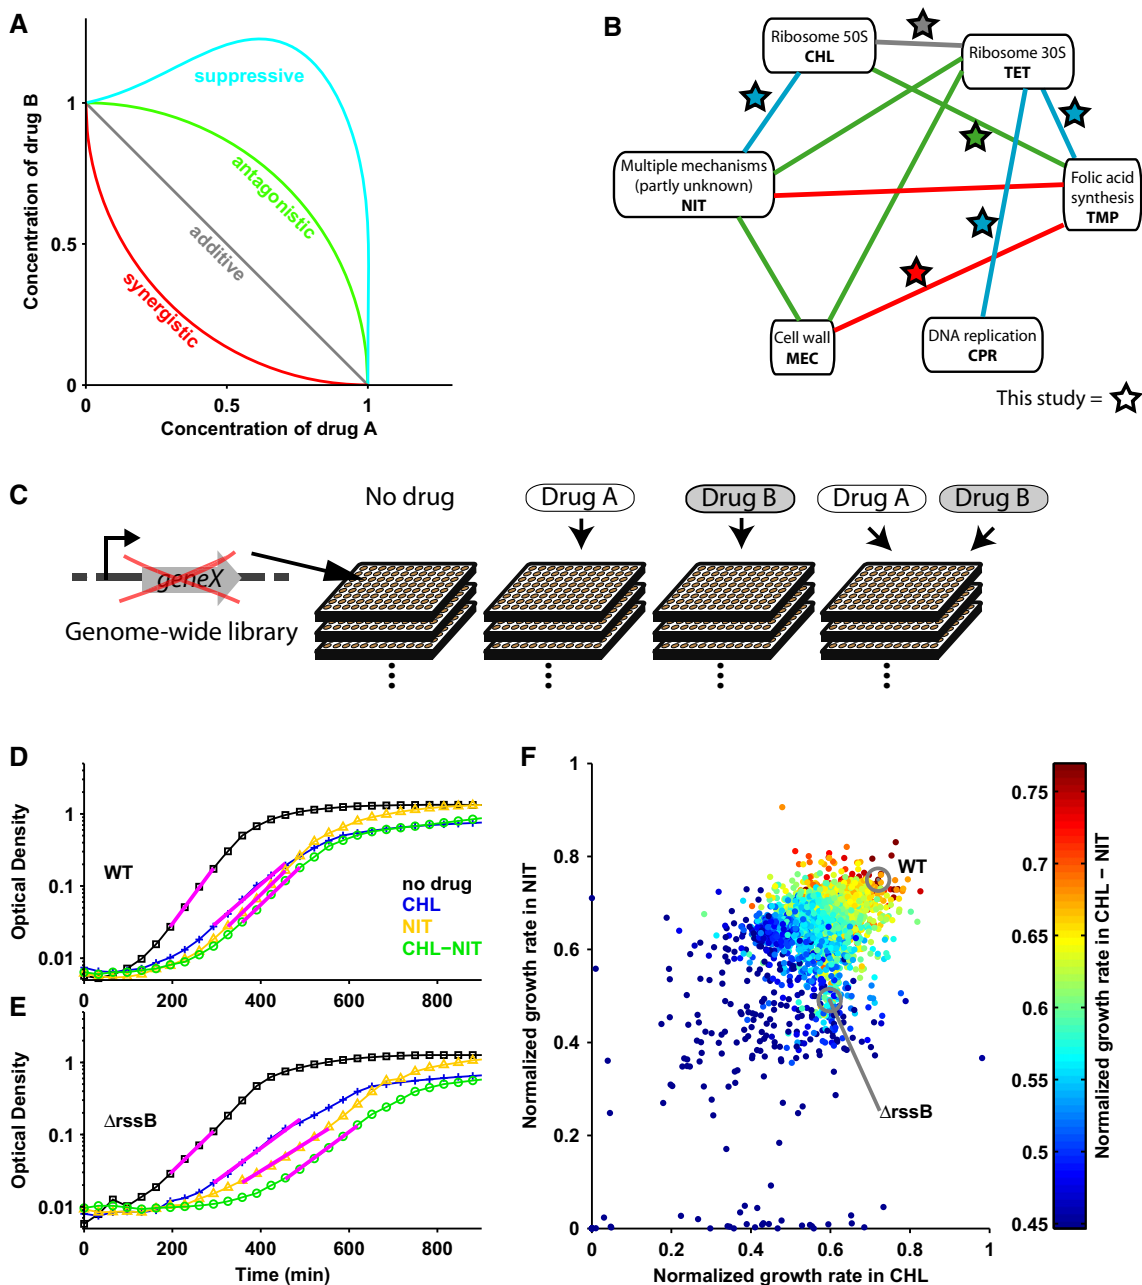 A
Concentration of drug B
1
0.5
0
suppressive
antagonistic
additive
synergistic
0
0.5
1
Concentration of drug A
B
Ribosome 50S
CHL
Ribosome 30S
TET
Multiple mechanisms
(partly unknown)
NIT
Folic acid
synthesis
TMP
Cell wall
MEC
DNA replication
CPR
This study =
C
No drug
Drug A
Drug B
Drug A
Drug B
geneX
Genome-wide library
D
Optical Density
1
0.1
0.01
WT
no drug
CHL
NIT
CHL–NIT
0
200
400
600
800
E
Optical Density
1
0.1
0.01
ΔrssB
0
200
400
600
800
Time (min)
F
Normalized growth rate in NIT
1
0.8
0.6
0.4
0.2
0
WT
ΔrssB
0
0.2
0.4
0.6
0.8
1
Normalized growth rate in CHL
0.75
0.7
0.65
0.6
0.55
0.5
0.45
Normalized growth rate in CHL – NIT